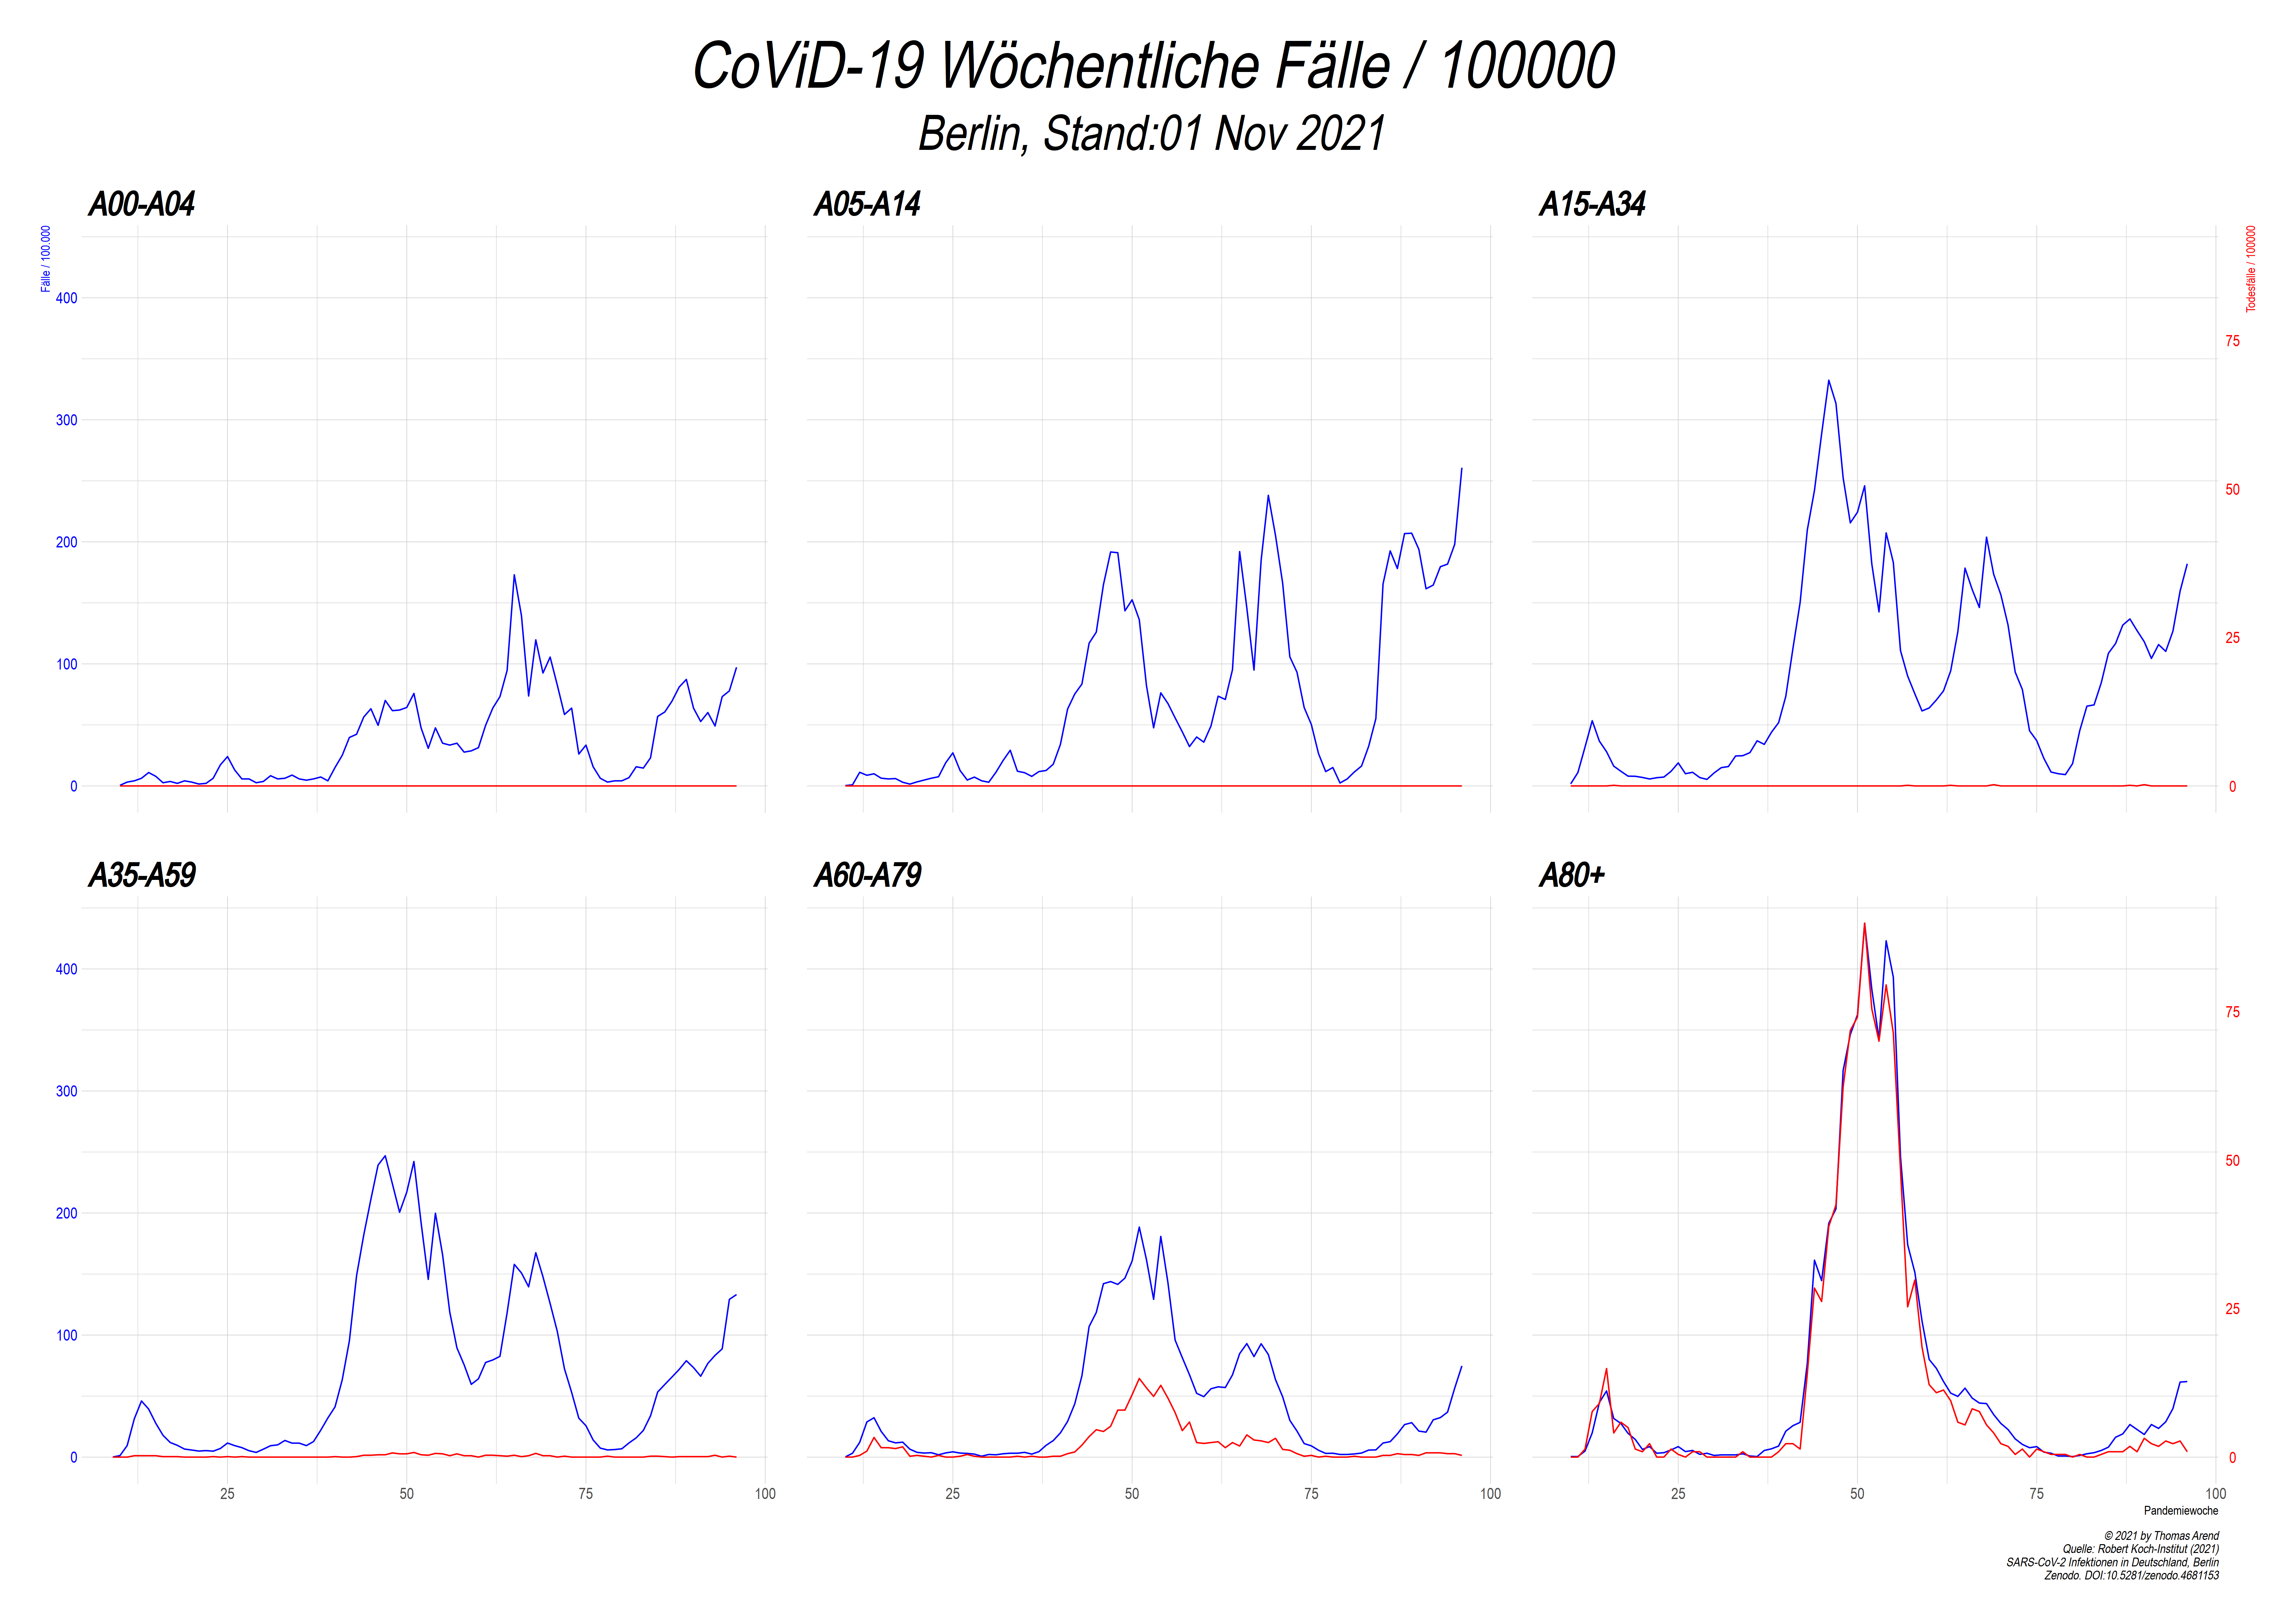 CoViD-19 Wöchentliche Fälle / 100000
Berlin, Stand:01 Nov 2021
A00-A04
A05-A14
A15-A34
Fälle / 100.000
400
300
200
100
0
Todesfälle / 100000
75
50
25
0
A35-A59
A60-A79
A80+
400
300
200
100
0
75
50
25
0
25 50 75 100
25 50 75 100
25 50 75 100
Pandemiewoche
© 2021 by Thomas Arend
Quelle: Robert Koch-Institut (2021)
SARS-CoV-2 Infektionen in Deutschland, Berlin
Zenodo. DOI:10.5281/zenodo.4681153